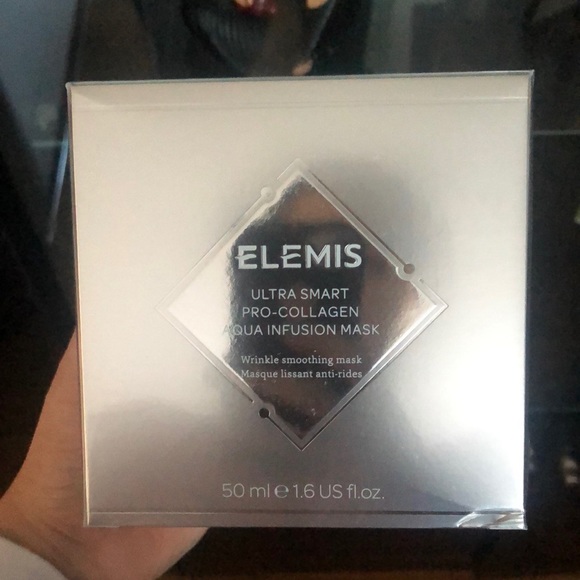 ELEMIS
ULTRA SMART
PRO-COLLAGEN
AQUA INFUSION MASK
Wrinkle smoothing mask
Masque lissant anti-rides
50 ml ℮ 1.6 US fl.oz.